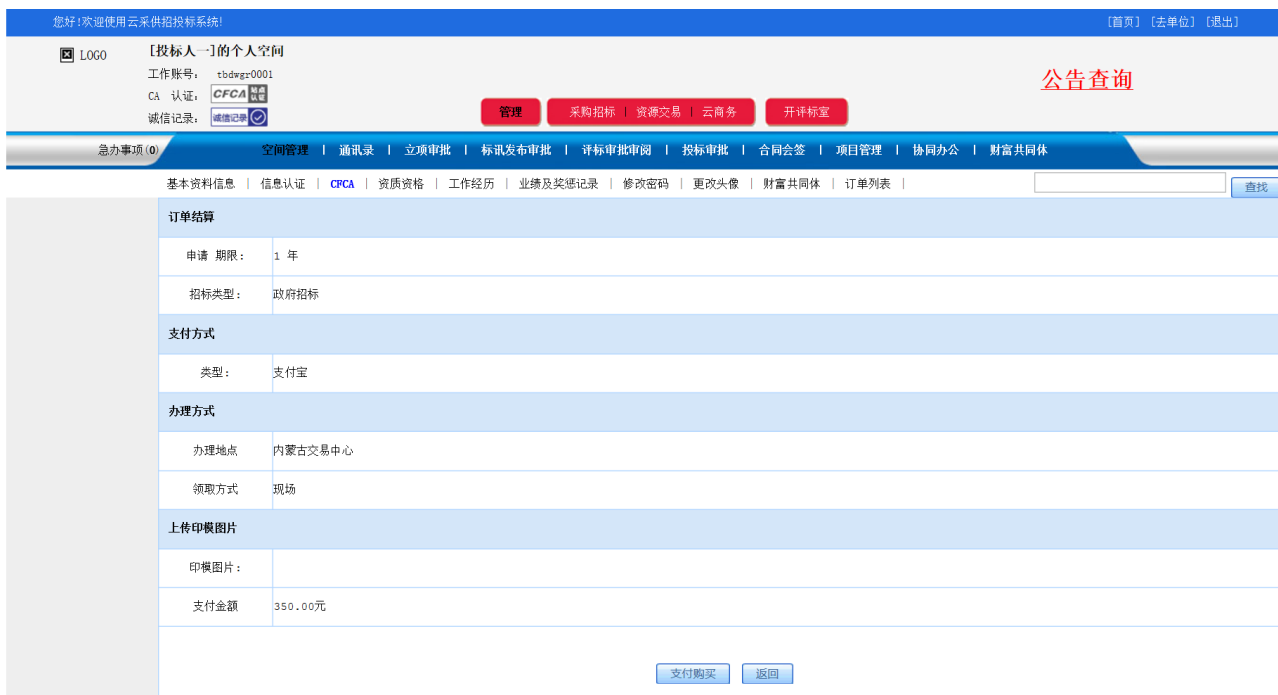 您好!欢迎使用云采供招投标系统! [首页] [去单位] [退出]
LOGO
[投标人一]的个人空间
工作账号: tbdwgr0001
CA 认证: CFCA 站点认证
诚信记录: 诚信记录
公告查询
管理 采购招标 | 资源交易 | 云商务 开评标室
急办事项(0) 空间管理 | 通讯录 | 立项审批 | 标讯发布审批 | 评标审批审阅 | 投标审批 | 合同会签 | 项目管理 | 协同办公 | 财富共同体
基本资料信息 | 信息认证 | CFCA | 资质资格 | 工作经历 | 业绩及奖惩记录 | 修改密码 | 更改头像 | 财富共同体 | 订单列表 | 查找
订单结算
申请 期限: 1 年
招标类型: 政府招标
支付方式
类型: 支付宝
办理方式
办理地点 内蒙古交易中心
领取方式 现场
上传印模图片
印模图片:
支付金额 350.00元
支付购买 返回